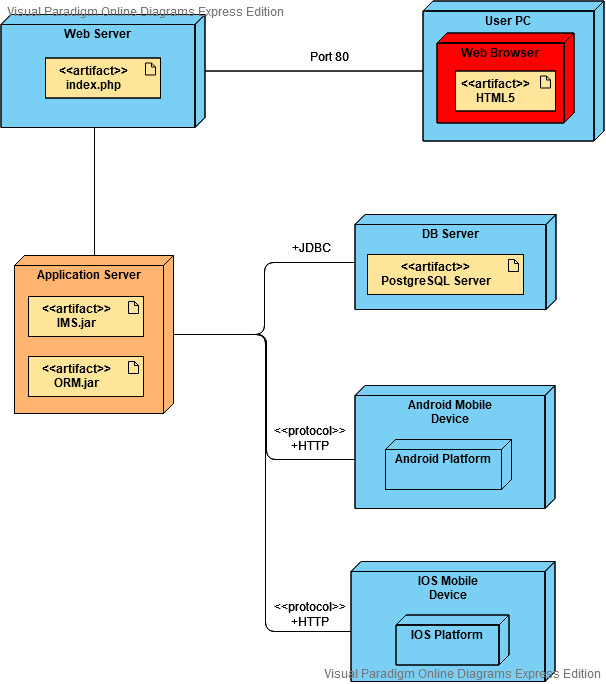 Visual Paradigm Online Diagrams Express Edition
Web Server
<<artifact>>
index.php
Port 80
User PC
Web Browser
<<artifact>>
HTML5
Application Server
<<artifact>>
IMS.jar
<<artifact>>
ORM.jar
+JDBC
DB Server
<<artifact>>
PostgreSQL Server
<<protocol>>
+HTTP
Android Mobile
Device
Android Platform
<<protocol>>
+HTTP
IOS Mobile
Device
IOS Platform
Visual Paradigm Online Diagrams Express Edition